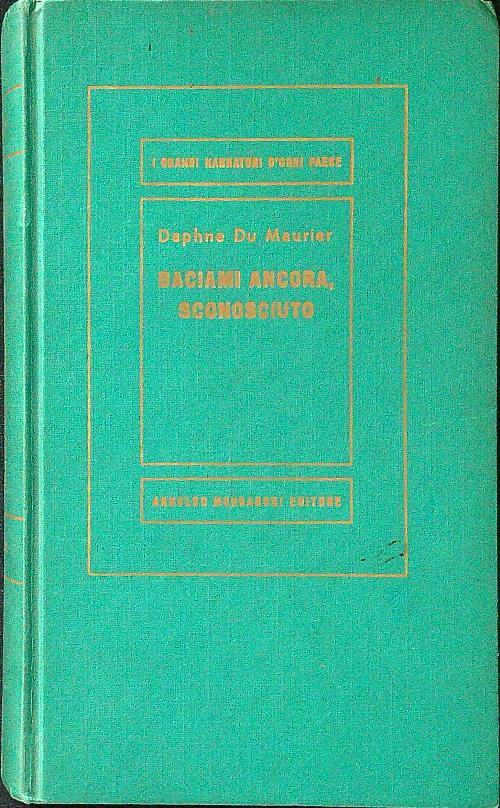 I GRANDI NARRATORI D'OGNI PAESE
Daphne Du Maurier
BACIAMI ANCORA,
SCONOSCIUTO
ARNOLDO MONDADORI EDITORE